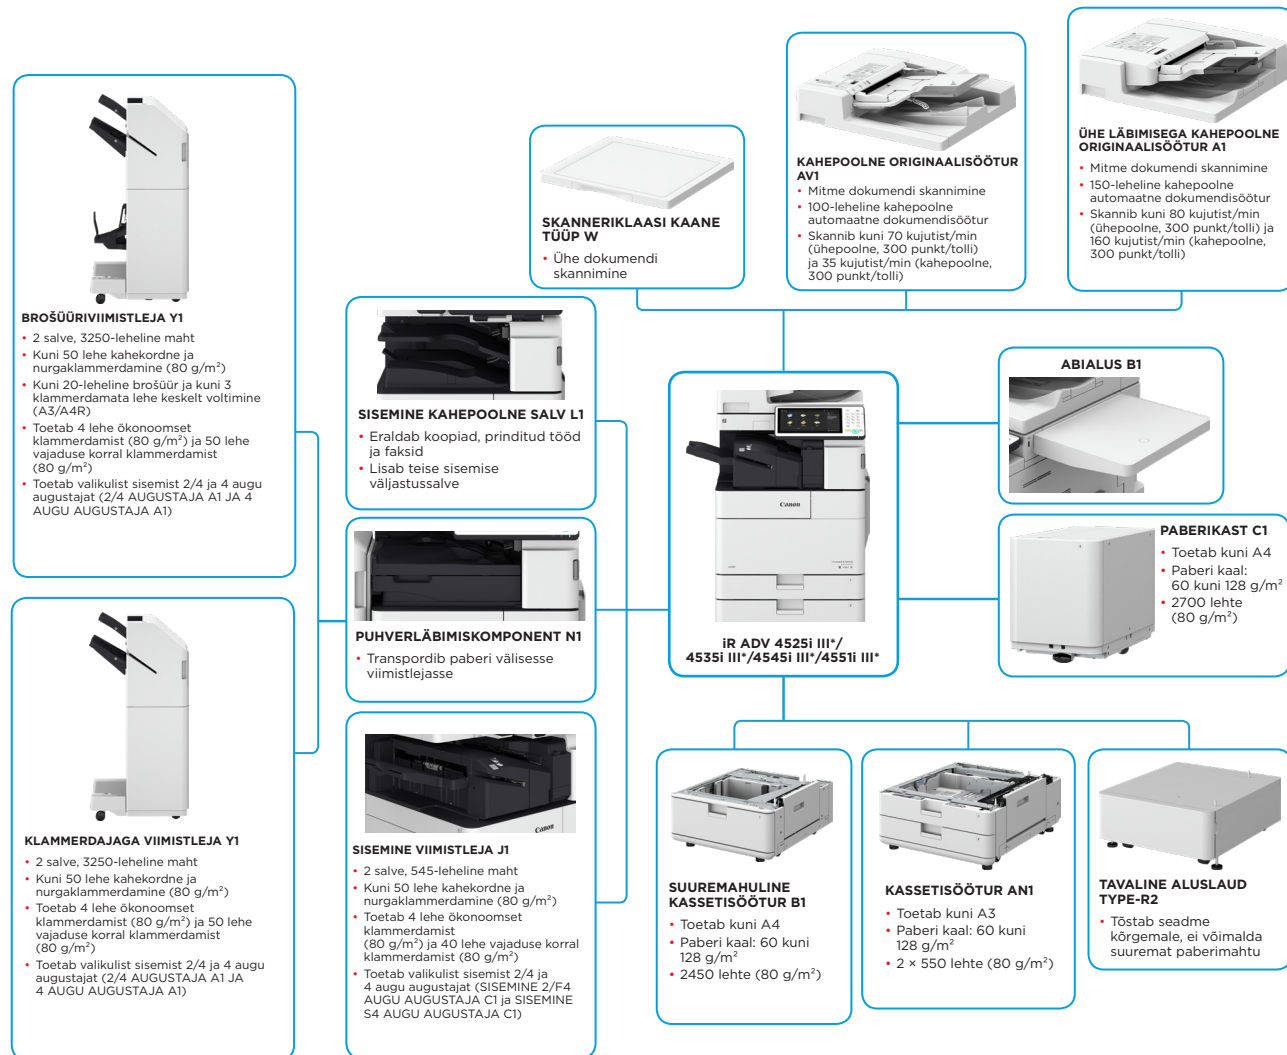 BROŠÜÜRIVIIMISTLEJA Y1
• 2 salve, 3250-leheline maht
• Kuni 50 lehe kahekordne ja
nurgaklammerdamine (80 g/m²)
• Kuni 20-leheline brošüür ja kuni 3
klammerdamata lehe keskelt voltimine
(A3/A4R)
• Toetab 4 lehe ökonoomset
klammerdamist (80 g/m²) ja 50 lehe
vajaduse korral klammerdamist
(80 g/m²)
• Toetab valikulist sisemist 2/4 ja 4 augu
augustajat (2/4 AUGUSTAJA A1 JA 4
AUGU AUGUSTAJA A1)
KLAMMERDAJAGA VIIMISTLEJA Y1
• 2 salve, 3250-leheline maht
• Kuni 50 lehe kahekordne ja
nurgaklammerdamine (80 g/m²)
• Toetab 4 lehe ökonoomset
klammerdamist (80 g/m²) ja 50 lehe
vajaduse korral klammerdamist
(80 g/m²)
• Toetab valikulist sisemist 2/4 ja 4 augu
augustajat (2/4 AUGUSTAJA A1 JA
4 AUGU AUGUSTAJA A1)
SISEMINE KAHEPOOLNE SALV L1
• Eraldab koopiad, prinditud tööd
ja faksid
• Lisab teise sisemise
väljastussalve
PUHVERLÄBIMISKOMPONENT N1
• Transpordib paberi välisesse
viimistlejasse
Canon
SISEMINE VIIMISTLEJA J1
• 2 salve, 545-leheline maht
• Kuni 50 lehe kahekordne ja
nurgaklammerdamine (80 g/m²)
• Toetab 4 lehe ökonoomset
klammerdamist
(80 g/m²) ja 40 lehe vajaduse korral
klammerdamist (80 g/m²)
• Toetab valikulist sisemist 2/4 ja
4 augu augustajat (SISEMINE 2/F4
AUGU AUGUSTAJA C1 ja SISEMINE
S4 AUGU AUGUSTAJA C1)
SKANNERIKLAASI KAANE
TÜÜP W
• Ühe dokumendi
skannimine
KAHEPOOLNE ORIGINAALISÖÖTUR
AV1
• Mitme dokumendi skannimine
• 100-leheline kahepoolne
automaatne dokumendisöötur
• Skannib kuni 70 kujutist/min
(ühepoolne, 300 punkt/tolli)
ja 35 kujutist/min (kahepoolne,
300 punkt/tolli)
ÜHE LÄBIMISEGA KAHEPOOLNE
ORIGINAALISÖÖTUR A1
• Mitme dokumendi skannimine
• 150-leheline kahepoolne
automaatne dokumendisöötur
• Skannib kuni 80 kujutist/min
(ühepoolne, 300 punkt/tolli) ja
160 kujutist/min (kahepoolne,
300 punkt/tolli)
Canon
iR ADV 4525i III*/
4535i III*/4545i III*/4551i III*
ABIALUS B1
PABERIKAST C1
• Toetab kuni A4
• Paberi kaal:
60 kuni 128 g/m²
• 2700 lehte
(80 g/m²)
SUUREMAHULINE
KASSETISÖÖTUR B1
• Toetab kuni A4
• Paberi kaal: 60 kuni
128 g/m²
• 2450 lehte (80 g/m²)
KASSETISÖÖTUR AN1
• Toetab kuni A3
• Paberi kaal: 60 kuni
128 g/m²
• 2 × 550 lehte (80 g/m²)
TAVALINE ALUSLAUD
TYPE-R2
• Tõstab seadme
kõrgemale, ei võimalda
suuremat paberimahtu